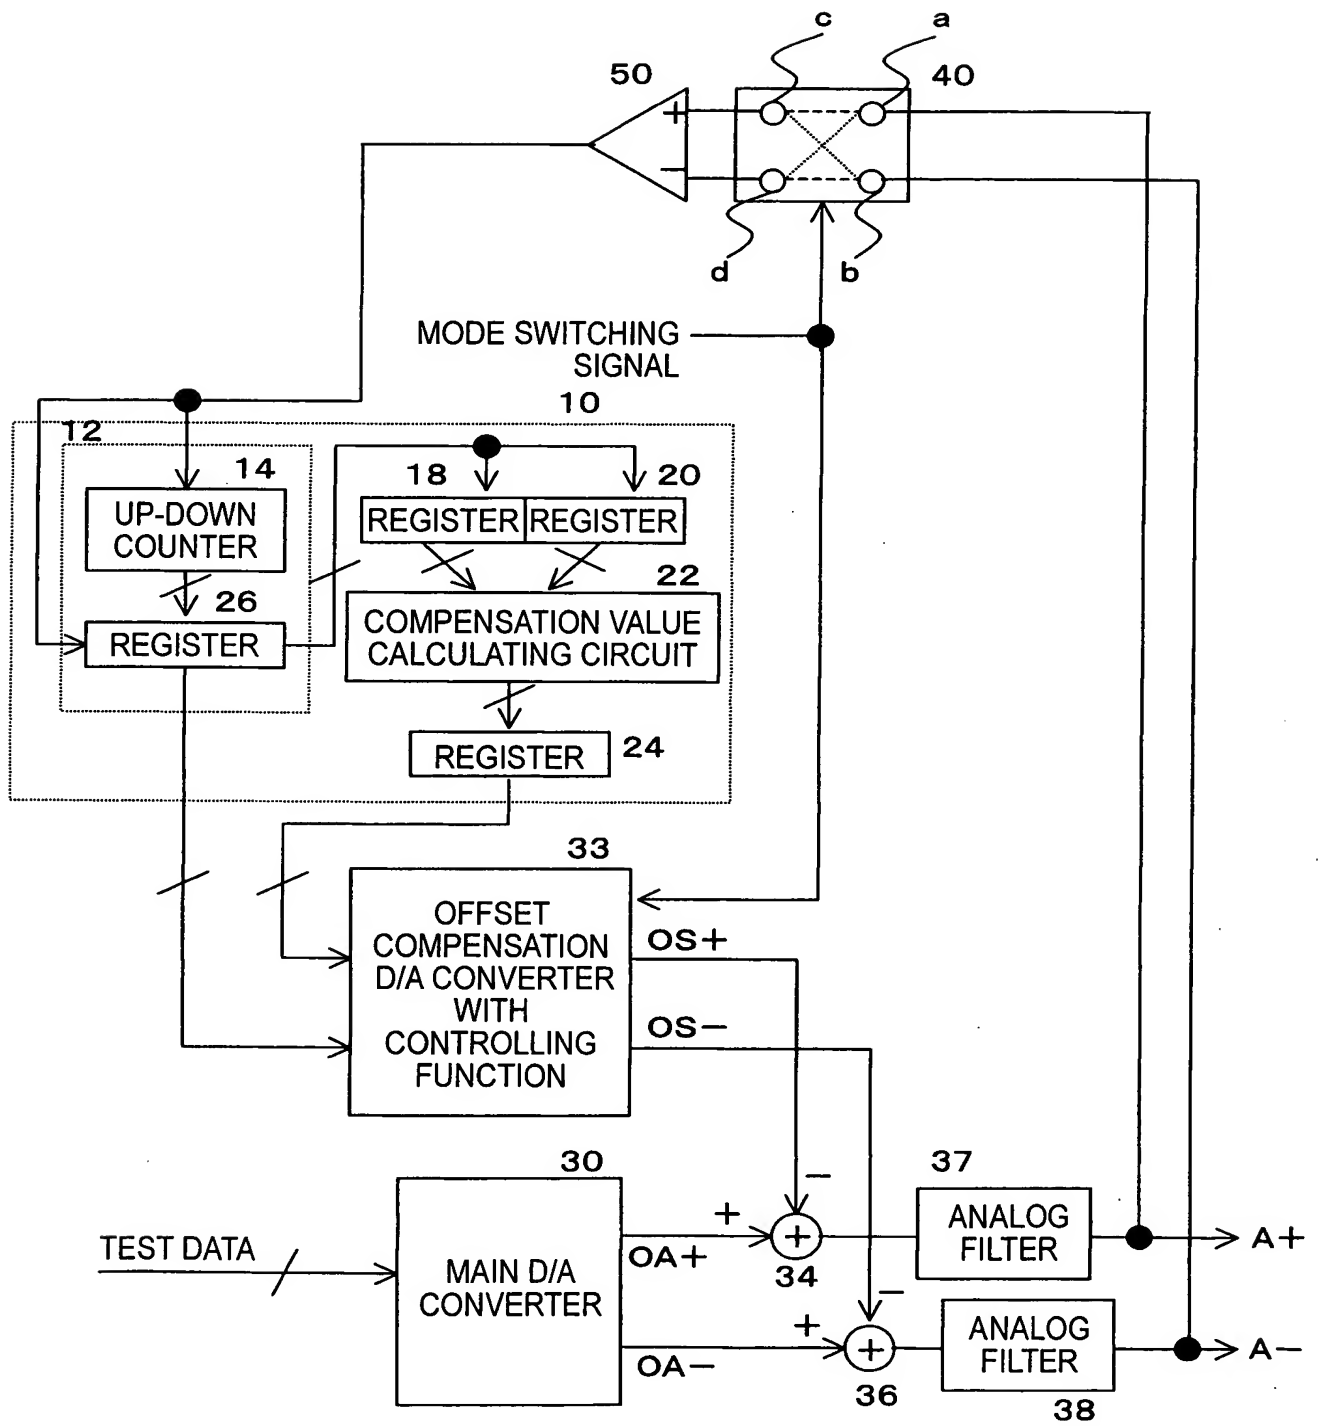 c
a
50
40
+
−
d
b
MODE SWITCHING
SIGNAL
10
12
14
18
20
UP-DOWN
COUNTER
REGISTER
REGISTER
22
26
REGISTER
COMPENSATION VALUE
CALCULATING CIRCUIT
REGISTER
24
33
OFFSET
COMPENSATION
D/A CONVERTER
WITH
CONTROLLING
FUNCTION
OS+
OS−
30
37
−
+
+
ANALOG
FILTER
A+
TEST DATA
MAIN D/A
CONVERTER
OA+
34
−
+
+
ANALOG
FILTER
A−
OA−
36
38